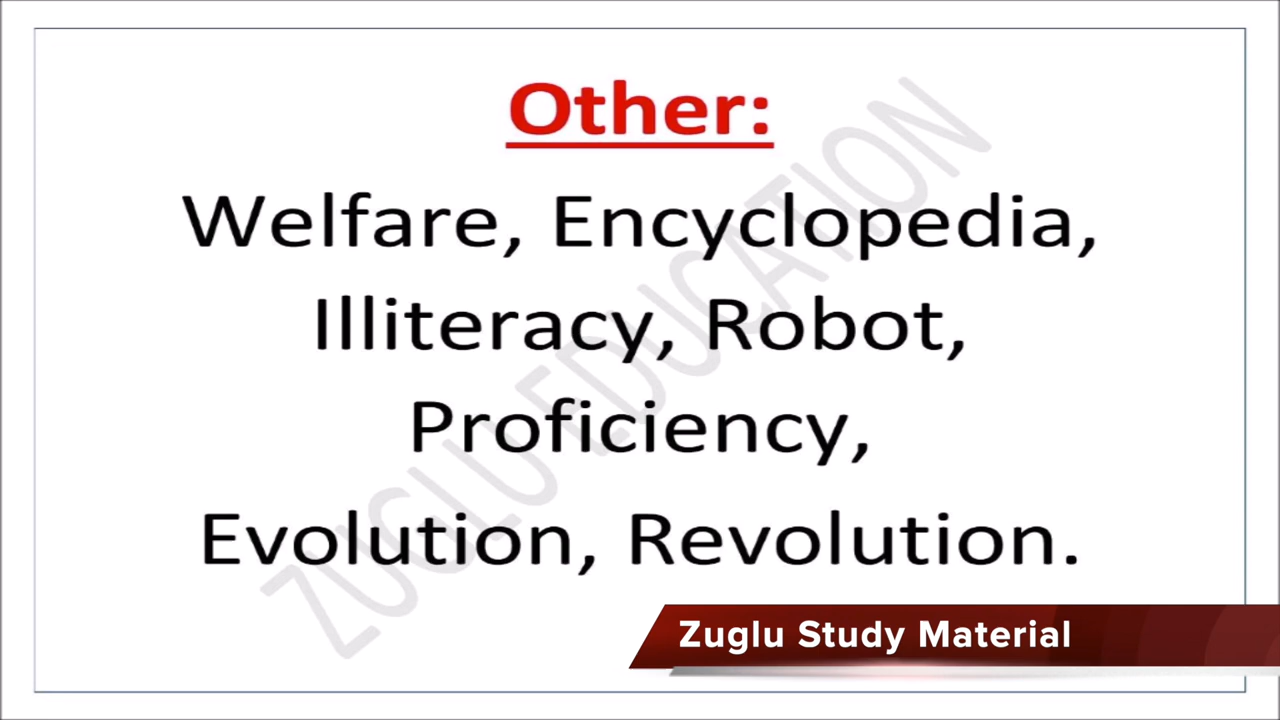 Other:
Welfare, Encyclopedia,
Illiteracy, Robot,
Proficiency,
Evolution, Revolution.
ZUGLU EDUCATION
Zuglu Study Material